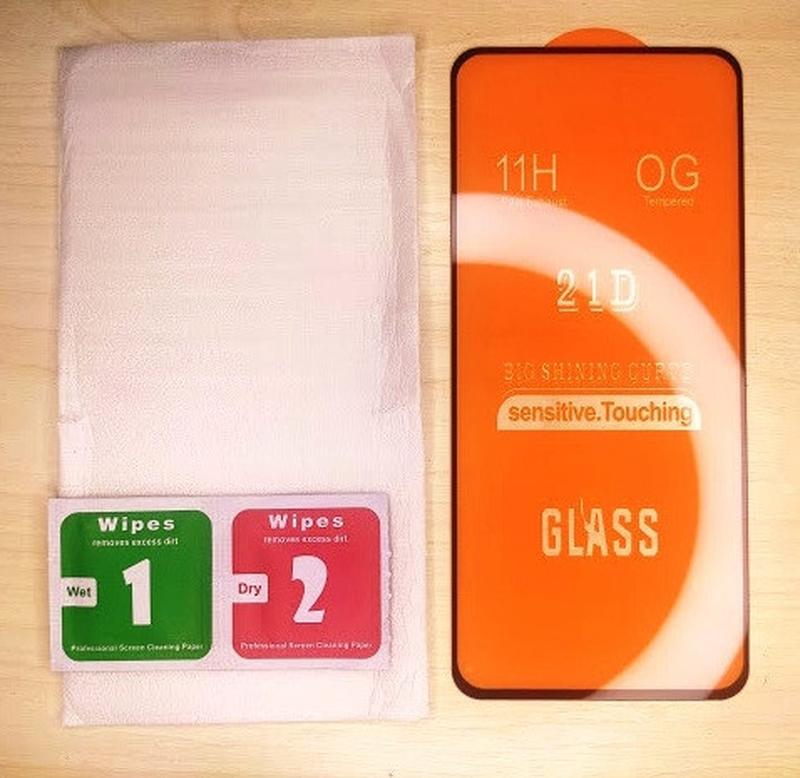 Wipes
removes excess dirt
Wet
1
Professional Screen Cleaning Paper
Wipes
removes excess dirt
Dry
2
Professional Screen Cleaning Paper
11H
OG
Tempered
21D
BIG SHINING
sensitive.Touching
GLASS